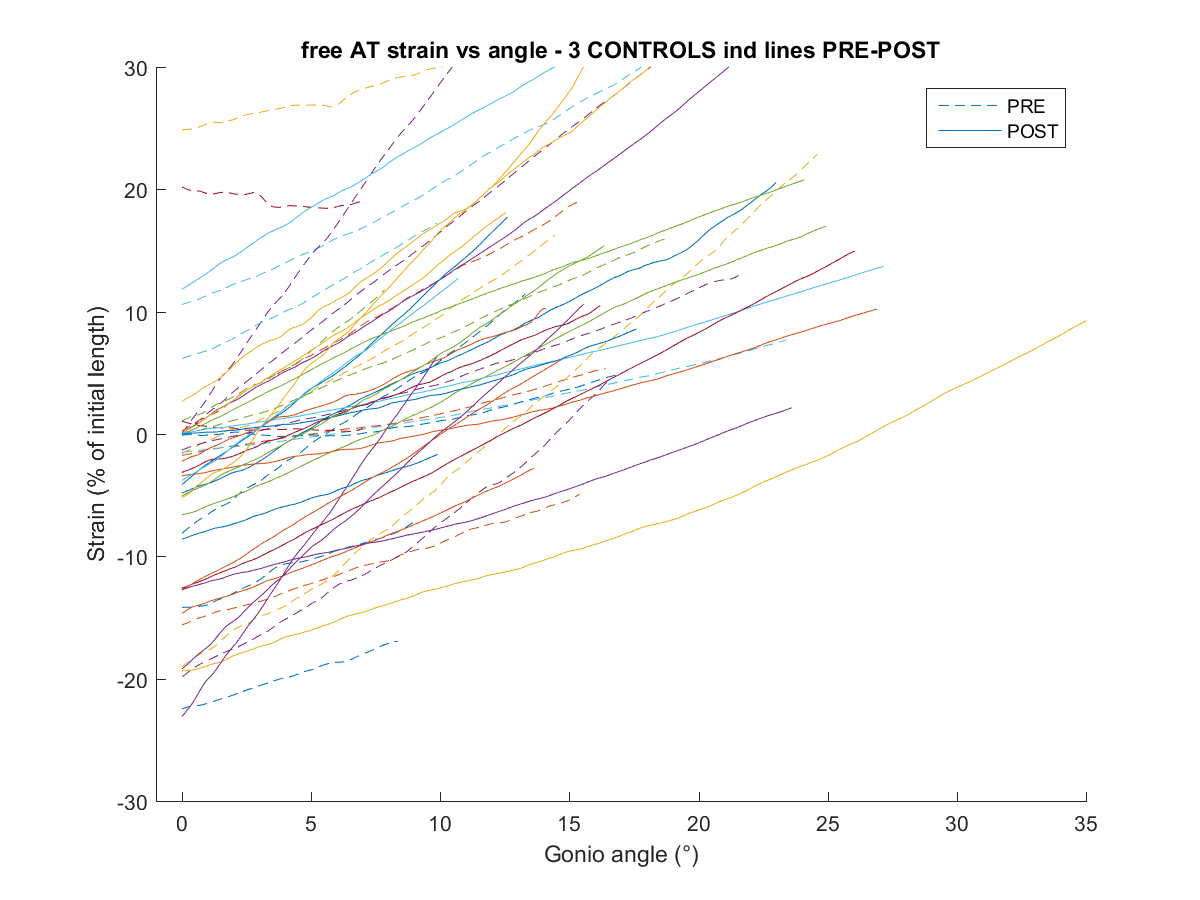 free AT strain vs angle - 3 CONTROLS ind lines PRE-POST
30
20
10
0
-10
-20
-30
Strain (% of initial length)
PRE
POST
0 5 10 15 20 25 30 35
Gonio angle (°)